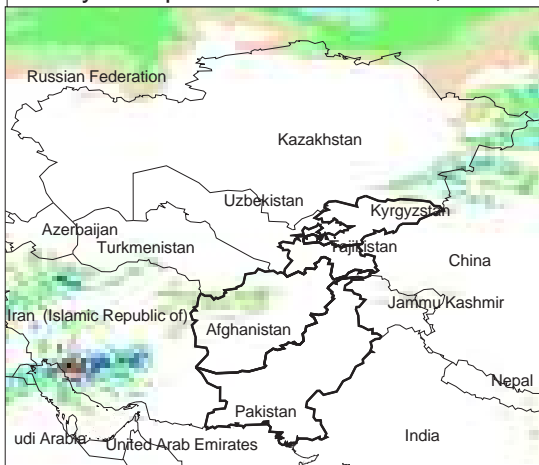 Russian Federation
Kazakhstan
Uzbekistan
Kyrgyzstan
Azerbaijan
Turkmenistan
Tajikistan
China
Jammu/Kashmir
Iran (Islamic Republic of)
Afghanistan
Nepal
Pakistan
udi Arabia
United Arab Emirates
India